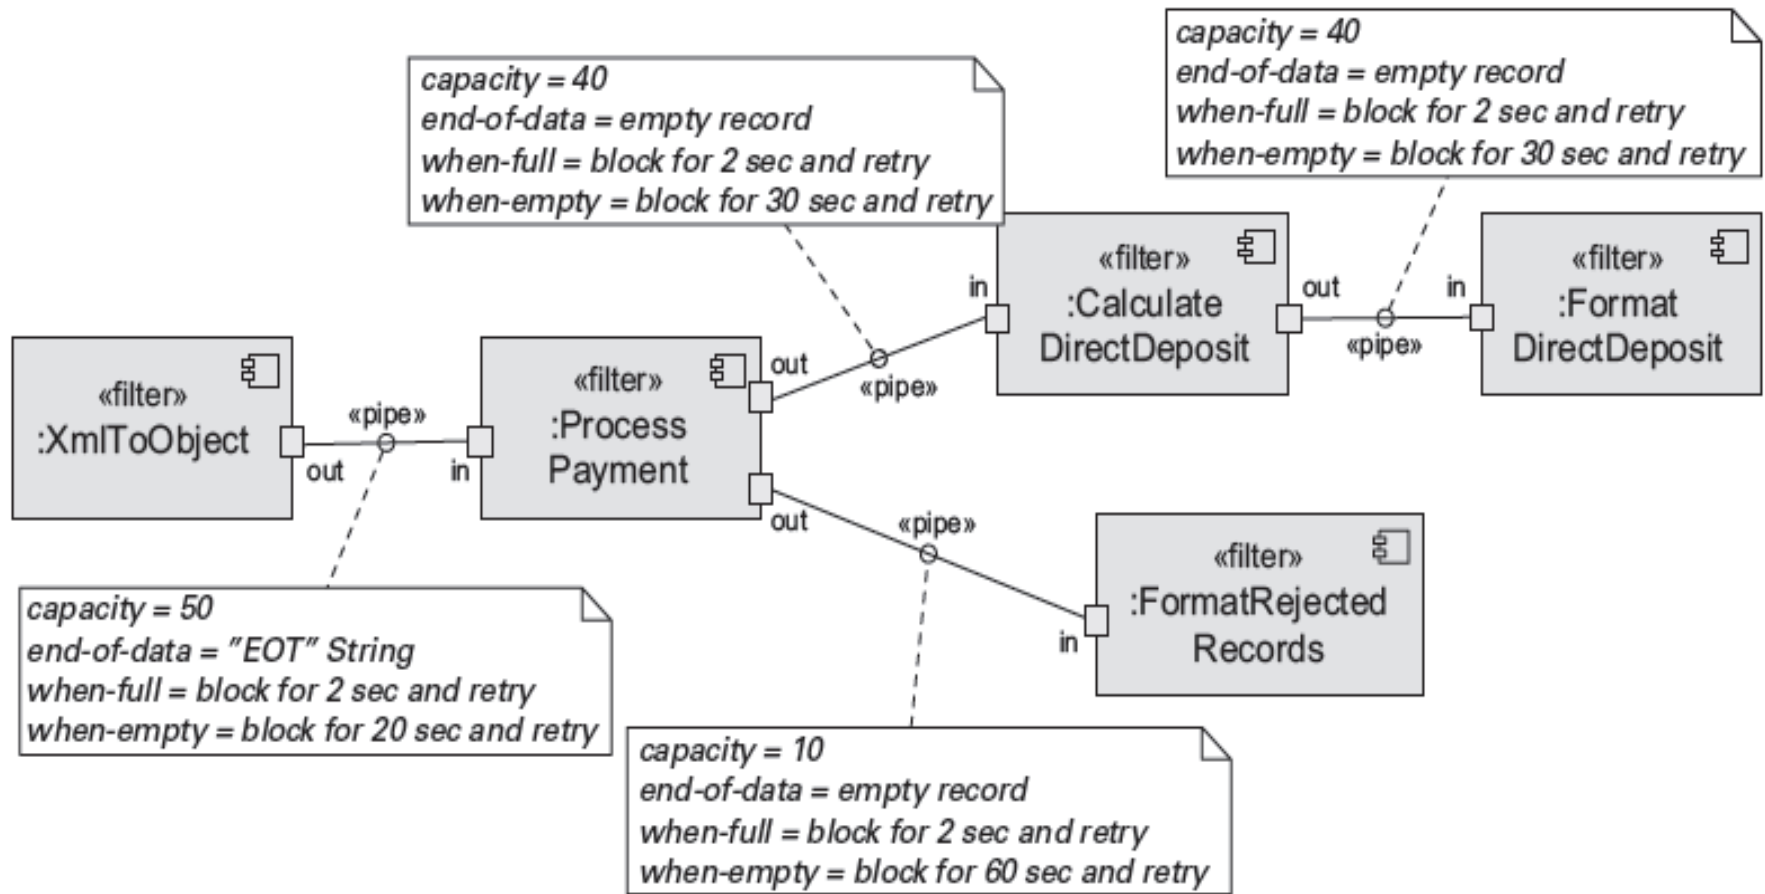 capacity = 40
end-of-data = empty record
when-full = block for 2 sec and retry
when-empty = block for 30 sec and retry
capacity = 40
end-of-data = empty record
when-full = block for 2 sec and retry
when-empty = block for 30 sec and retry
«filter»
:XmlToObject
out
«pipe»
in
«filter»
:Process
Payment
out
out
«pipe»
in
«filter»
:Calculate
DirectDeposit
out
«pipe»
in
«filter»
:Format
DirectDeposit
«pipe»
in
«filter»
:FormatRejected
Records
capacity = 50
end-of-data = "EOT" String
when-full = block for 2 sec and retry
when-empty = block for 20 sec and retry
capacity = 10
end-of-data = empty record
when-full = block for 2 sec and retry
when-empty = block for 60 sec and retry